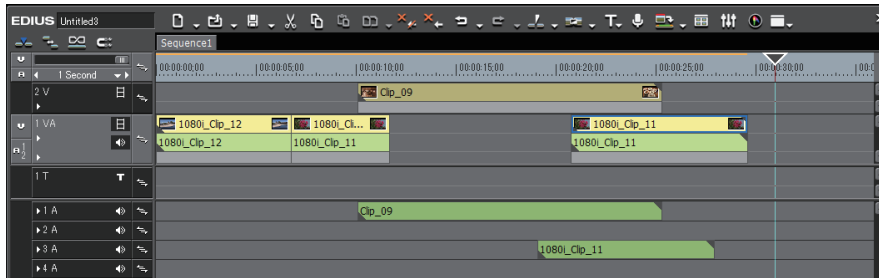 EDIUS Untitled3
Sequence1
1 Second
00:00:00;00 00:00:05;00 00:00:10;00 00:00:15;00 00:00:20;00 00:00:25;00 00:00:30;00 00:0
2 V
Clip_09
1 VA
1080i_Clip_12 1080i_Cli... 1080i_Clip_11
1080i_Clip_12 1080i_Clip_11 1080i_Clip_11
1 T T
1 A Clip_09
2 A
3 A 1080i_Clip_11
4 A